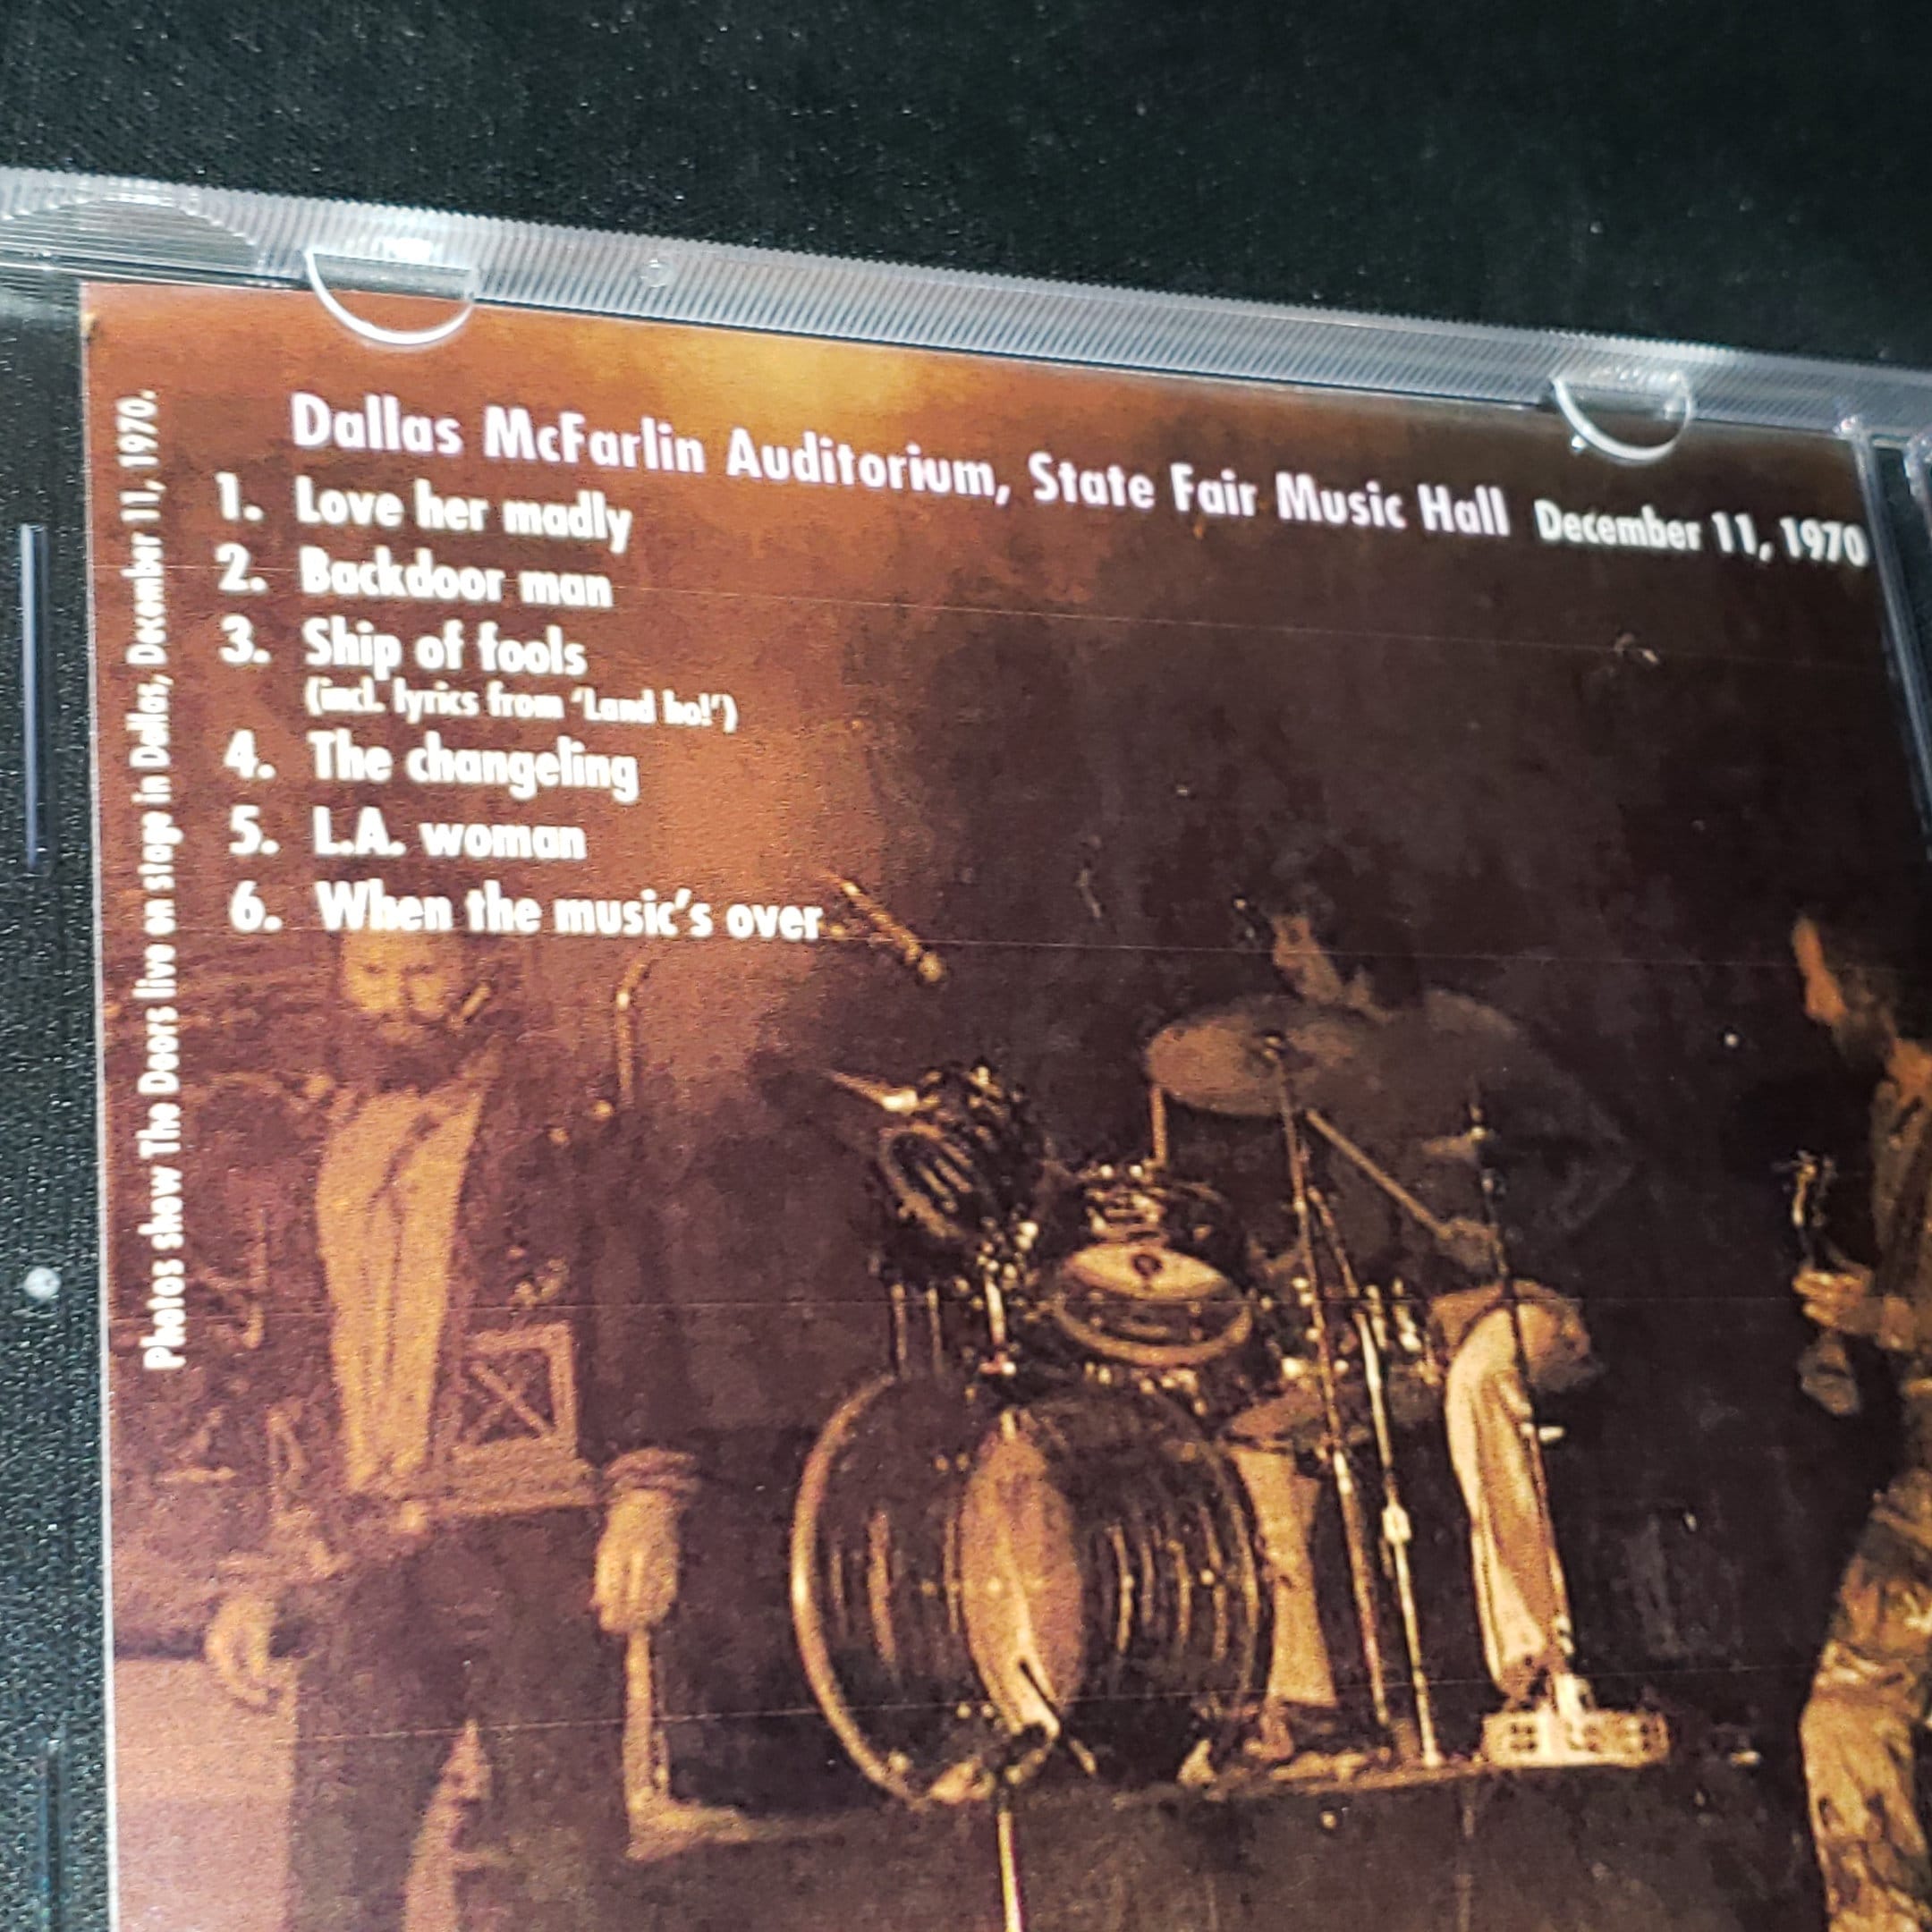 Dallas McFarlin Auditorium, State Fair Music Hall December 11, 1970
1. Love her madly
2. Backdoor man
3. Ship of fools
(incl. lyrics from 'Land ho!')
4. The changeling
5. L.A. woman
6. When the music's over
Photos show The Doors live on stage in Dallas, December 11, 1970.